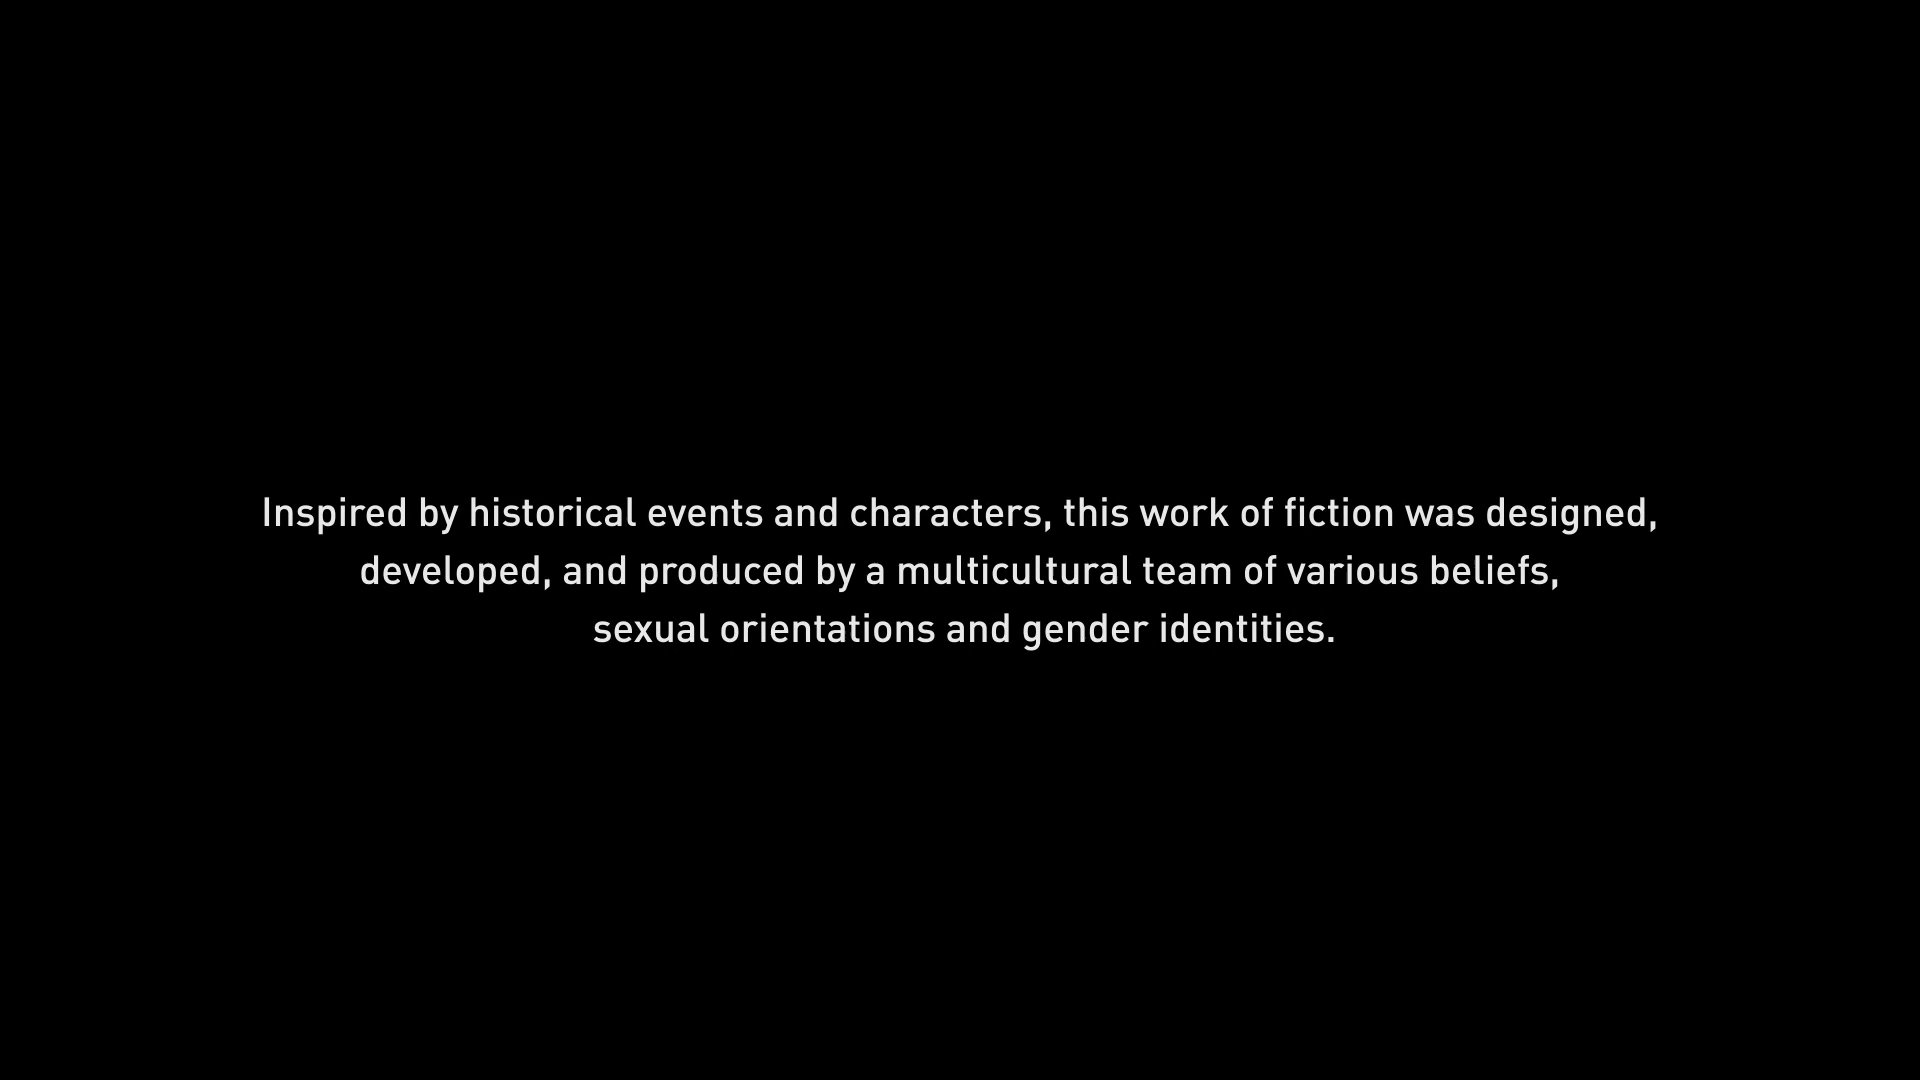 Inspired by historical events and characters, this work of fiction was designed,
developed, and produced by a multicultural team of various beliefs,
sexual orientations and gender identities.